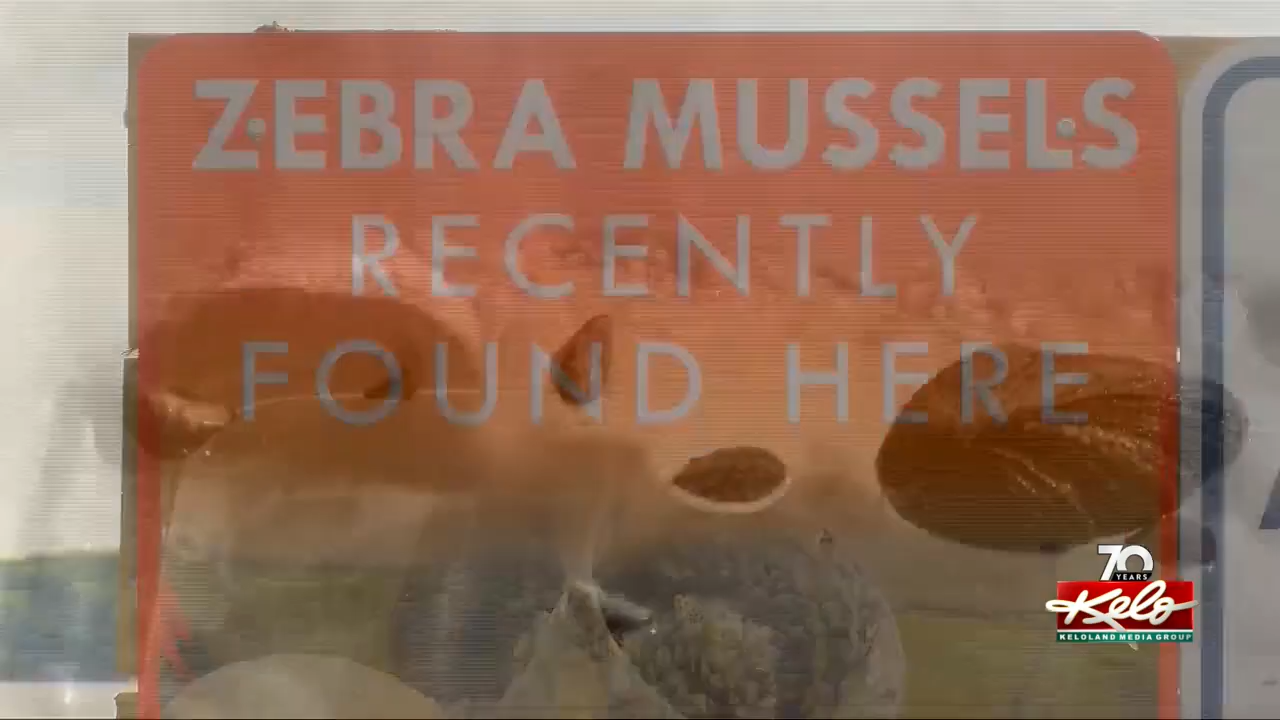 ZEBRA MUSSELS
RECENTLY
FOUND HERE
70
YEARS
Kelo
KELOLAND MEDIA GROUP